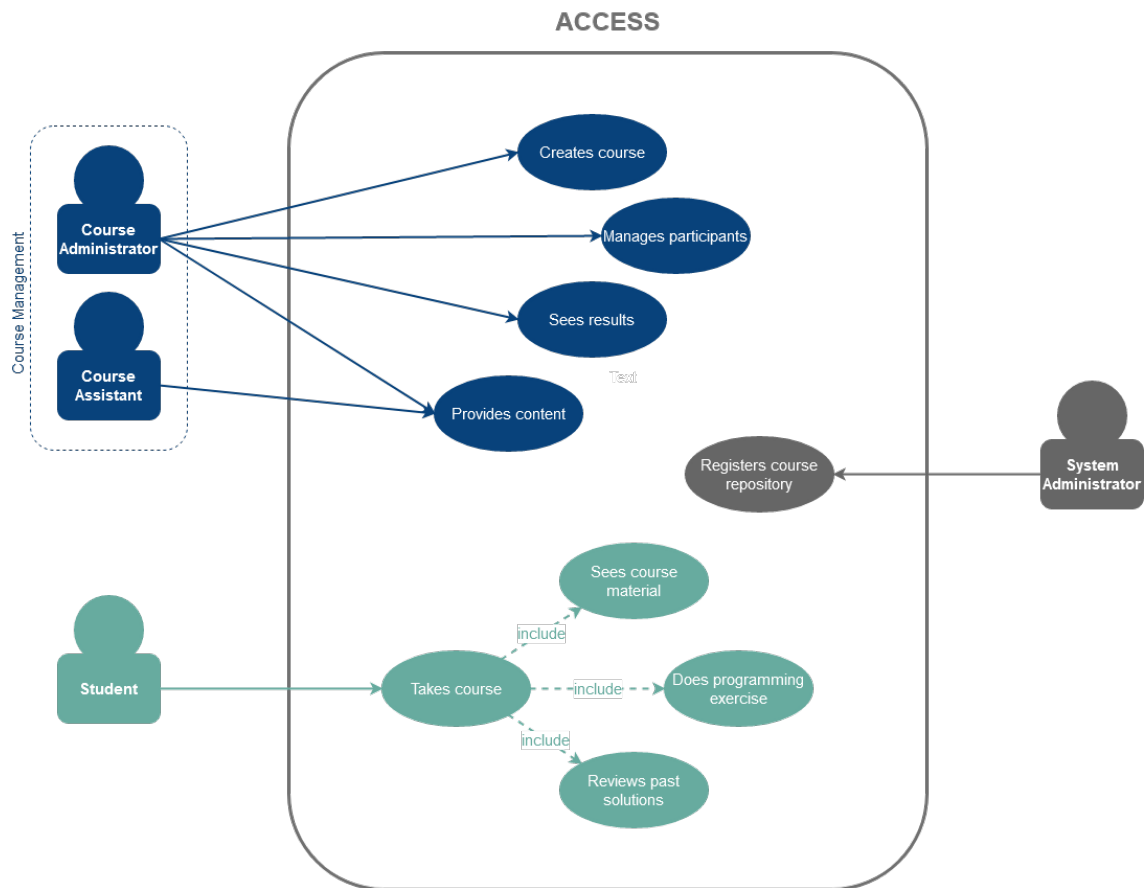 ACCESS
Course Management
Course
Administrator
Course
Assistant
Creates course
Manages participants
Sees results
Text
Provides content
Registers course
repository
System
Administrator
Student
Takes course
include
include
include
Sees course
material
Does programming
exercise
Reviews past
solutions